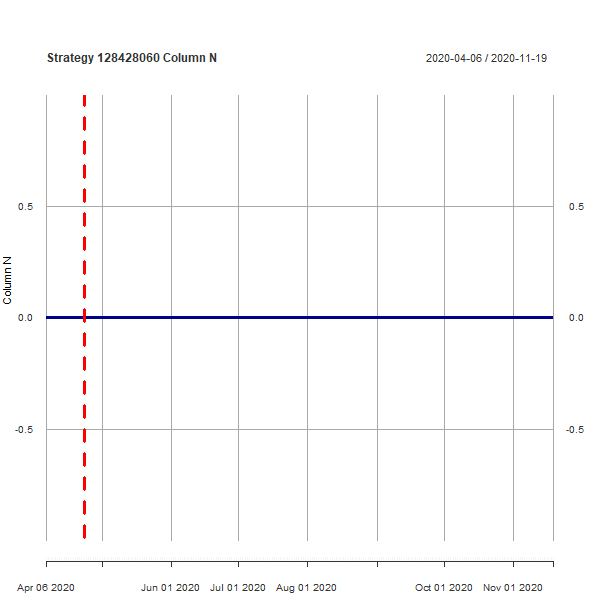 Strategy 128428060 Column N
2020-04-06 / 2020-11-19
0.5
0.5
Column N
0.0
0.0
-0.5
-0.5
Apr 06 2020
Jun 01 2020
Jul 01 2020
Aug 01 2020
Oct 01 2020
Nov 01 2020